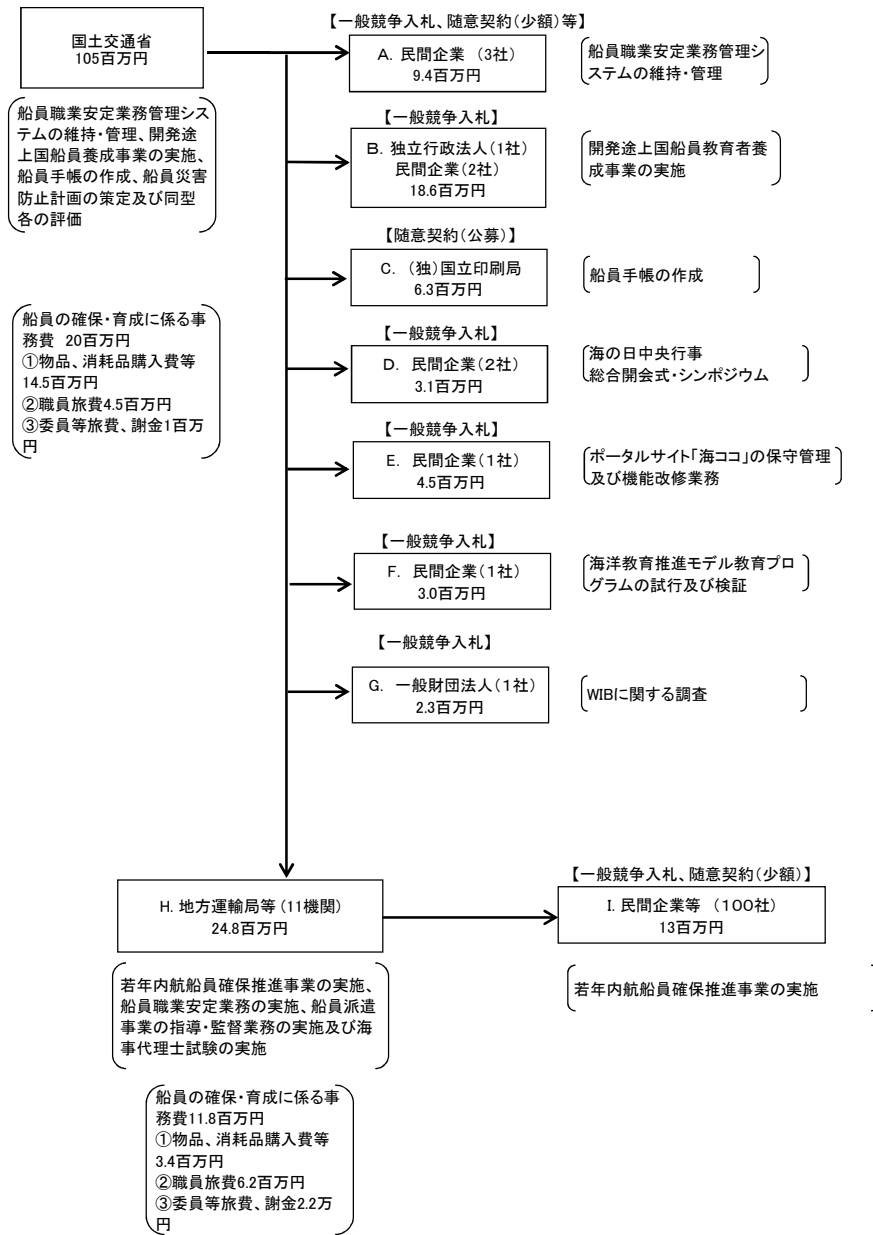 国土交通省
105百万円
船員職業安定業務管理シス
テムの維持・管理、開発途
上国船員養成事業の実施、
船員手帳の作成、船員災害
防止計画の策定及び同型
各の評価
船員の確保・育成に係る事
務費 20百万円
①物品、消耗品購入費等
14.5百万円
②職員旅費4.5百万円
③委員等旅費、謝金1百万
円
【一般競争入札、随意契約(少額)等】
A. 民間企業 (3社)
9.4百万円
船員職業安定業務管理シ
ステムの維持・管理
【一般競争入札】
B. 独立行政法人(1社)
民間企業(2社)
18.6百万円
開発途上国船員教育者養
成事業の実施
【随意契約(公募)】
C. (独)国立印刷局
6.3百万円
船員手帳の作成
【一般競争入札】
D. 民間企業(2社)
3.1百万円
海の日中央行事
総合開会式・シンポジウム
【一般競争入札】
E. 民間企業(1社)
4.5百万円
ポータルサイト「海ココ」の保守管理
及び機能改修業務
【一般競争入札】
F. 民間企業(1社)
3.0百万円
海洋教育推進モデル教育プロ
グラムの試行及び検証
【一般競争入札】
G. 一般財団法人(1社)
2.3百万円
WIBに関する調査
H. 地方運輸局等(11機関)
24.8百万円
若年内航船員確保推進事業の実施、
船員職業安定業務の実施、船員派遣
事業の指導・監督業務の実施及び海
事代理士試験の実施
船員の確保・育成に係る事
務費11.8百万円
①物品、消耗品購入費等
3.4百万円
②職員旅費6.2百万円
③委員等旅費、謝金2.2万
円
【一般競争入札、随意契約(少額)】
I. 民間企業等 (100社)
13百万円
若年内航船員確保推進事業の実施